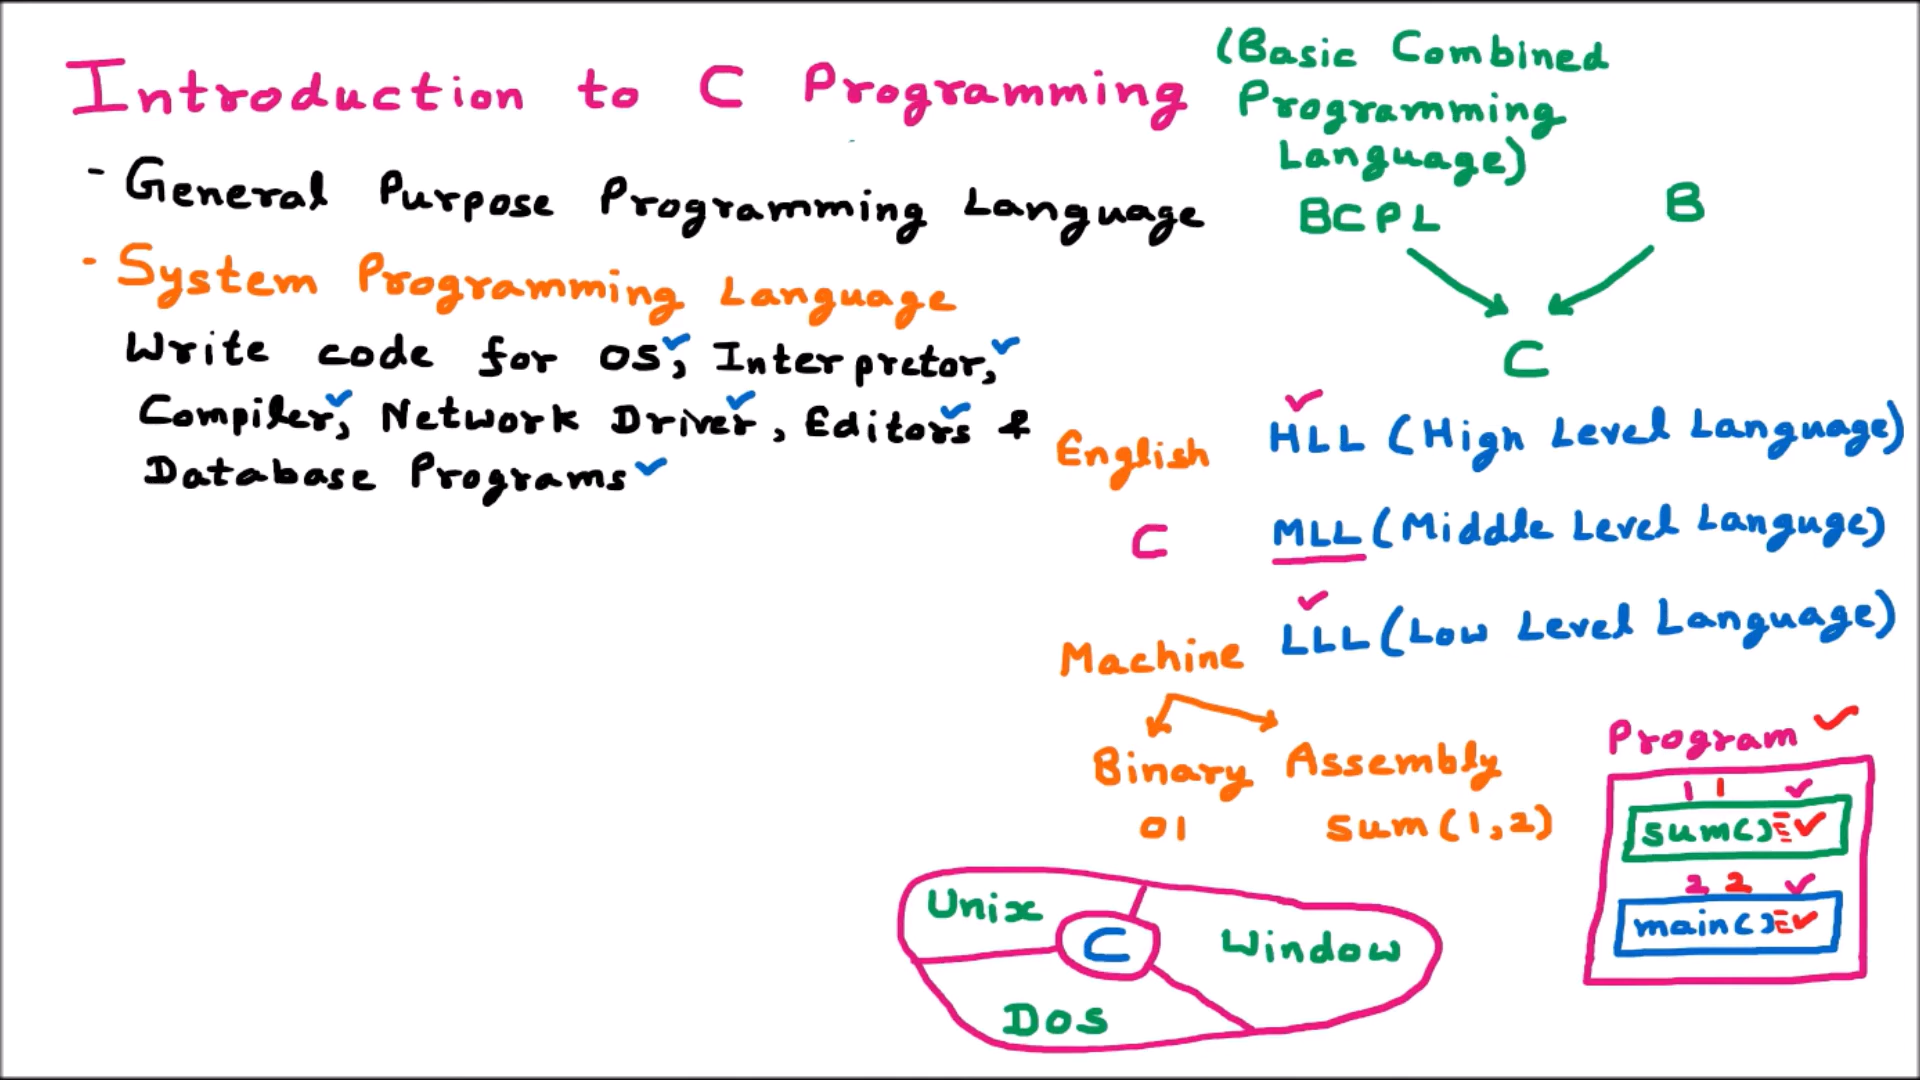 Introduction to C Programming
- General Purpose Programming Language
- System Programming Language
Write code for OS, Interpretor,
Compiler, Network Driver, Editors &
Database Programs
(Basic Combined
Programming
Language)
BCPL B
C
English HLL (High Level Language)
C MLL (Middle Level Languge)
Machine LLL (Low Level Language)
Binary Assembly
01 sum(1,2)
Unix
C
Window
DOS
Program
1 1
sum()
2 2
main()